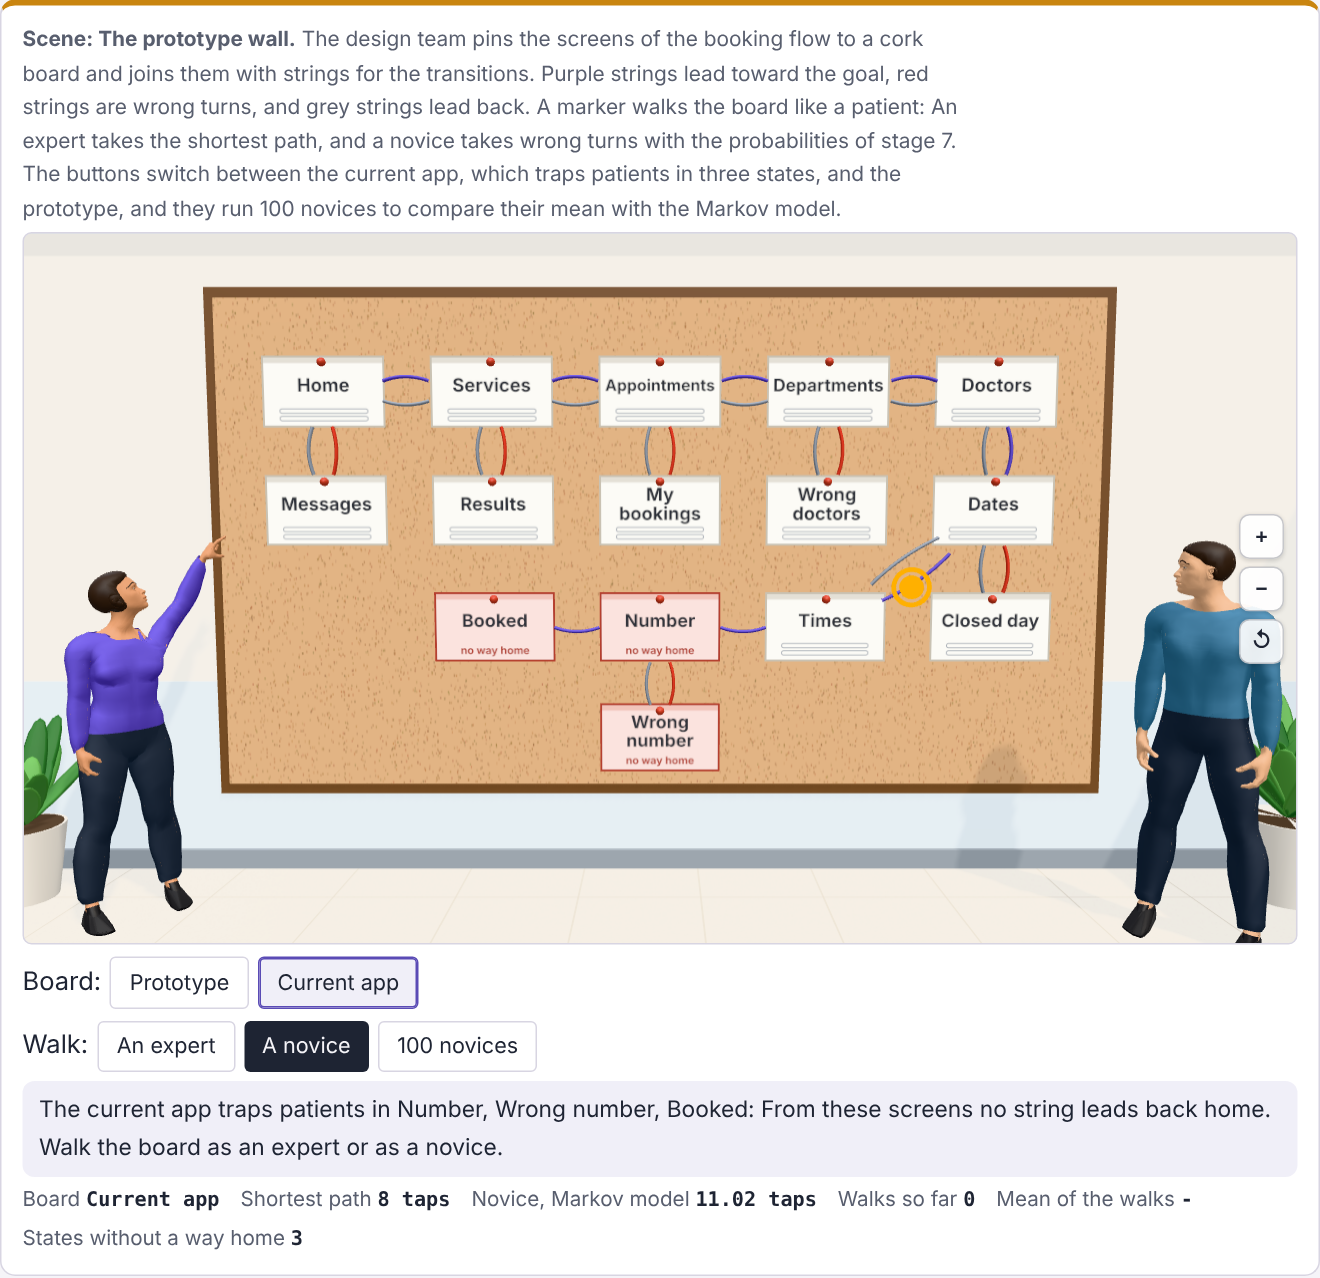 Scene: The prototype wall. The design team pins the screens of the booking flow to a cork
board and joins them with strings for the transitions. Purple strings lead toward the goal, red
strings are wrong turns, and grey strings lead back. A marker walks the board like a patient: An
expert takes the shortest path, and a novice takes wrong turns with the probabilities of stage 7.
The buttons switch between the current app, which traps patients in three states, and the
prototype, and they run 100 novices to compare their mean with the Markov model.
Home
Services
Appointments
Departments
Doctors
Messages
Results
My
bookings
Wrong
doctors
Dates
Booked
no way home
Number
no way home
Times
Closed day
Wrong
number
no way home
+
−
Board: Prototype Current app
Walk: An expert A novice 100 novices
The current app traps patients in Number, Wrong number, Booked: From these screens no string leads back home.
Walk the board as an expert or as a novice.
Board Current app Shortest path 8 taps Novice, Markov model 11.02 taps Walks so far 0 Mean of the walks -
States without a way home 3